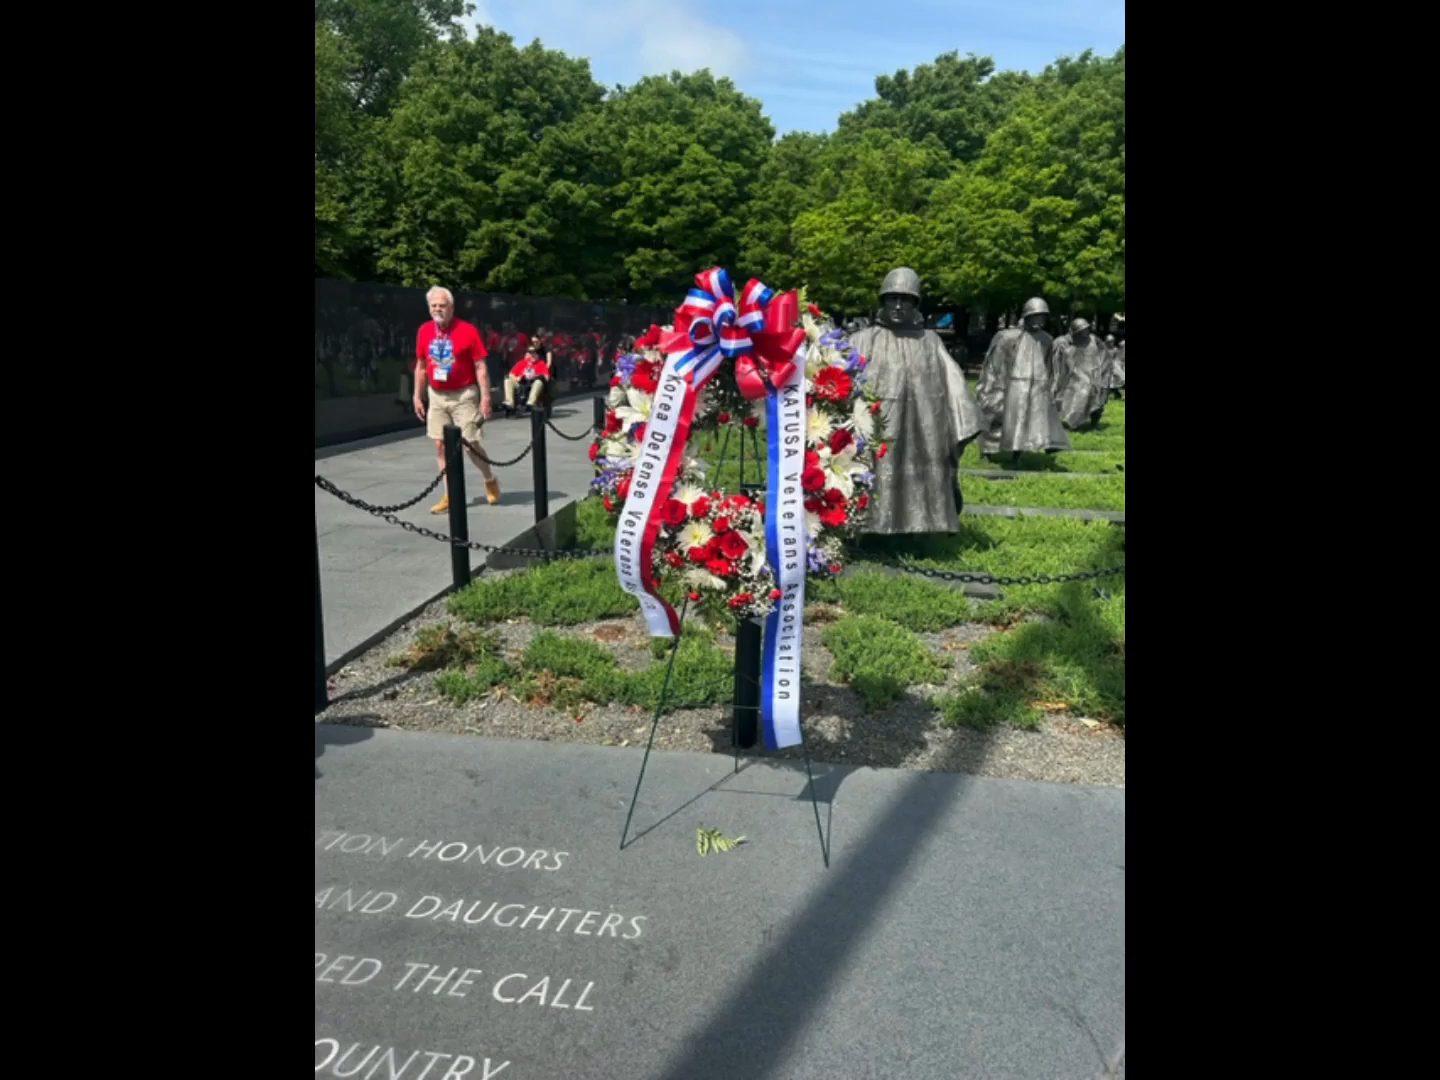 Korea Defense Veterans
KATUSA Veterans Association
TION HONORS
AND DAUGHTERS
RED THE CALL
OUNTRY